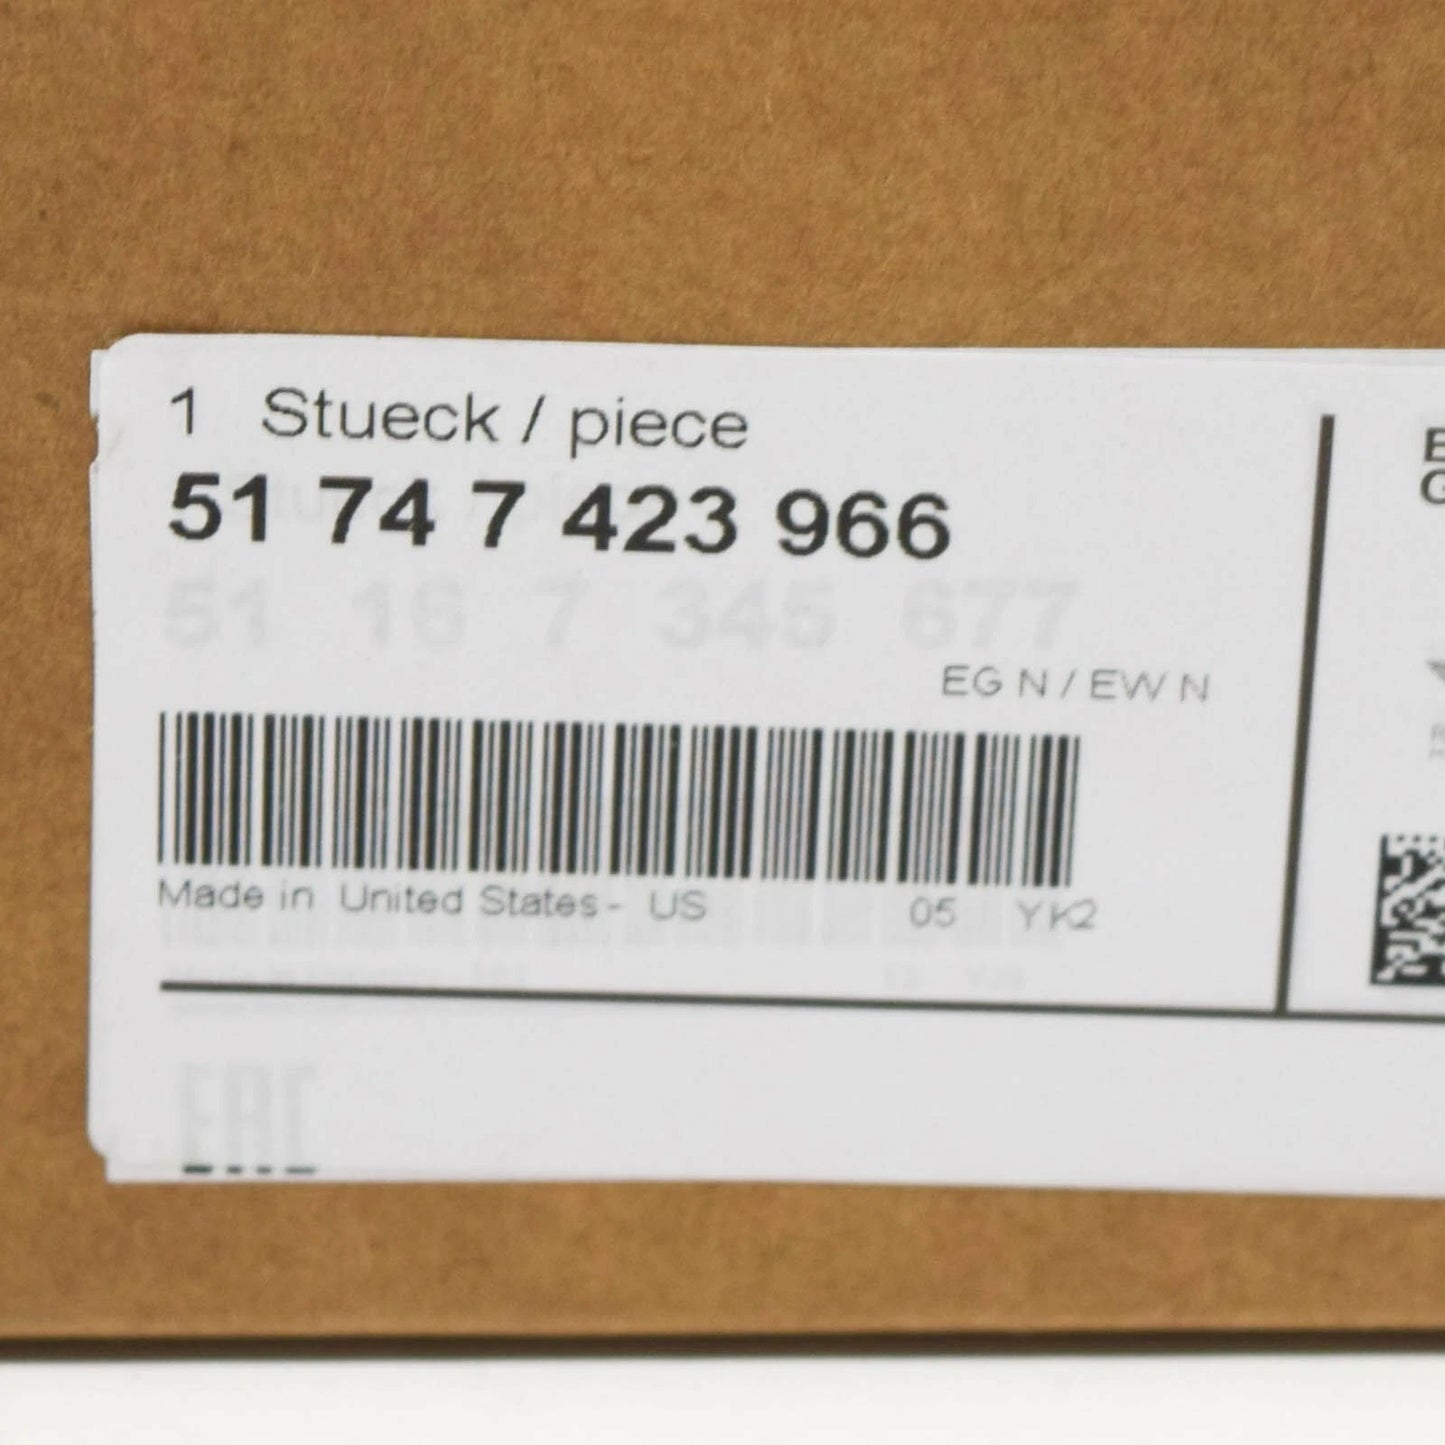 1 Stueck / piece
51 74 7 423 966
51 16 7 345 677
EG N / EW N
Made in United States - US 05 YK2
EAC